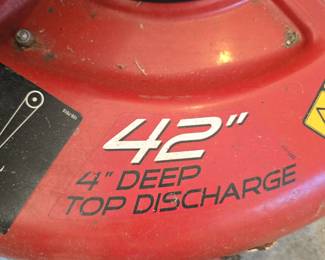 42"
4" DEEP
TOP DISCHARGE